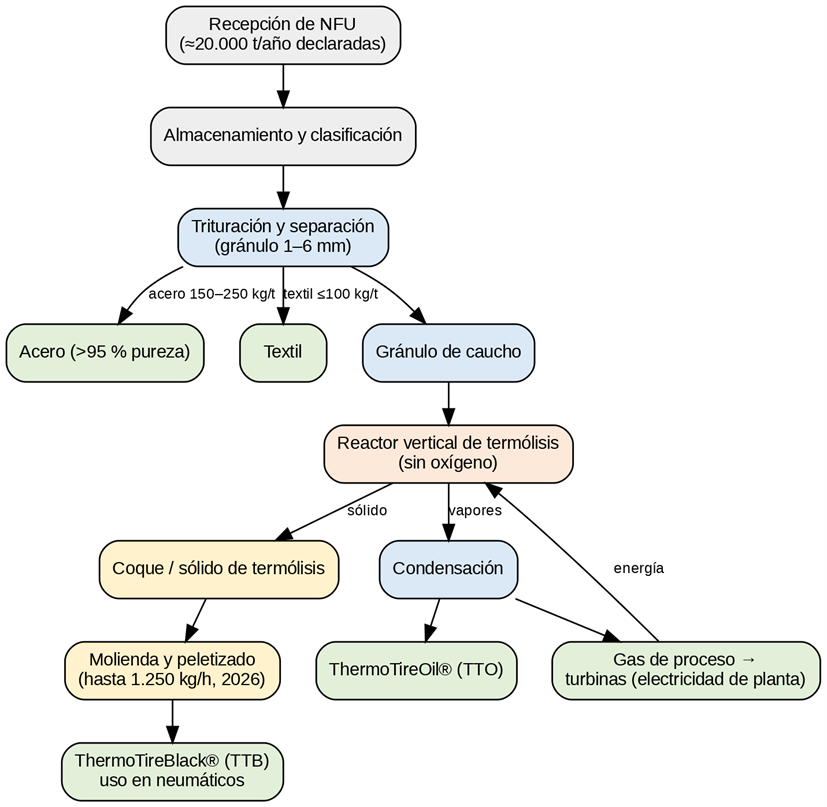 Recepción de NFU
(≈20.000 t/año declaradas)
Almacenamiento y clasificación
Trituración y separación
(gránulo 1–6 mm)
acero 150–250 kg/t
textil ≤100 kg/t
Acero (>95 % pureza)
Textil
Gránulo de caucho
Reactor vertical de termólisis
(sin oxígeno)
sólido
vapores
Coque / sólido de termólisis
Condensación
energía
Molienda y peletizado
(hasta 1.250 kg/h, 2026)
ThermoTireOil® (TTO)
Gas de proceso →
turbinas (electricidad de planta)
ThermoTireBlack® (TTB)
uso en neumáticos